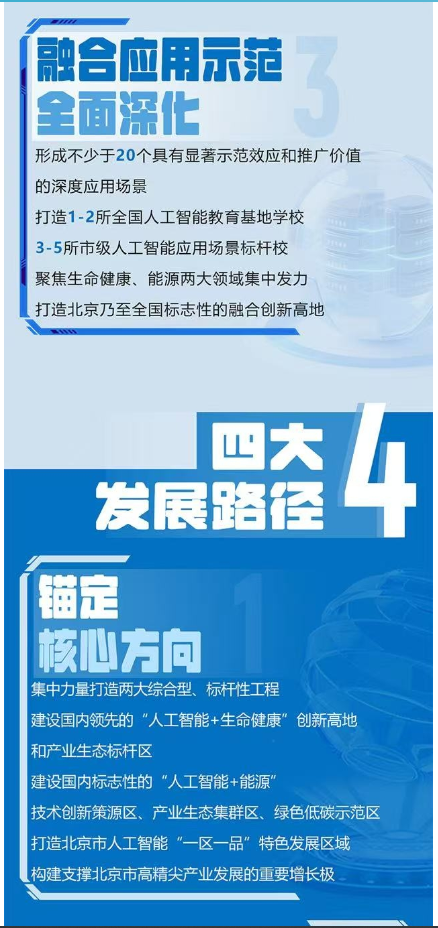 3
融合应用示范
全面深化
形成不少于20个具有显著示范效应和推广价值
的深度应用场景
打造1-2所全国人工智能教育基地学校
3-5所市级人工智能应用场景标杆校
聚焦生命健康、能源两大领域集中发力
打造北京乃至全国标志性的融合创新高地
四大
发展路径
4
1
锚定
核心方向
集中力量打造两大综合型、标杆性工程
建设国内领先的“人工智能+生命健康”创新高地
和产业生态标杆区
建设国内标志性的“人工智能+能源”
技术创新策源区、产业生态集群区、绿色低碳示范区
打造北京市人工智能“一区一品”特色发展区域
构建支撑北京市高精尖产业发展的重要增长极